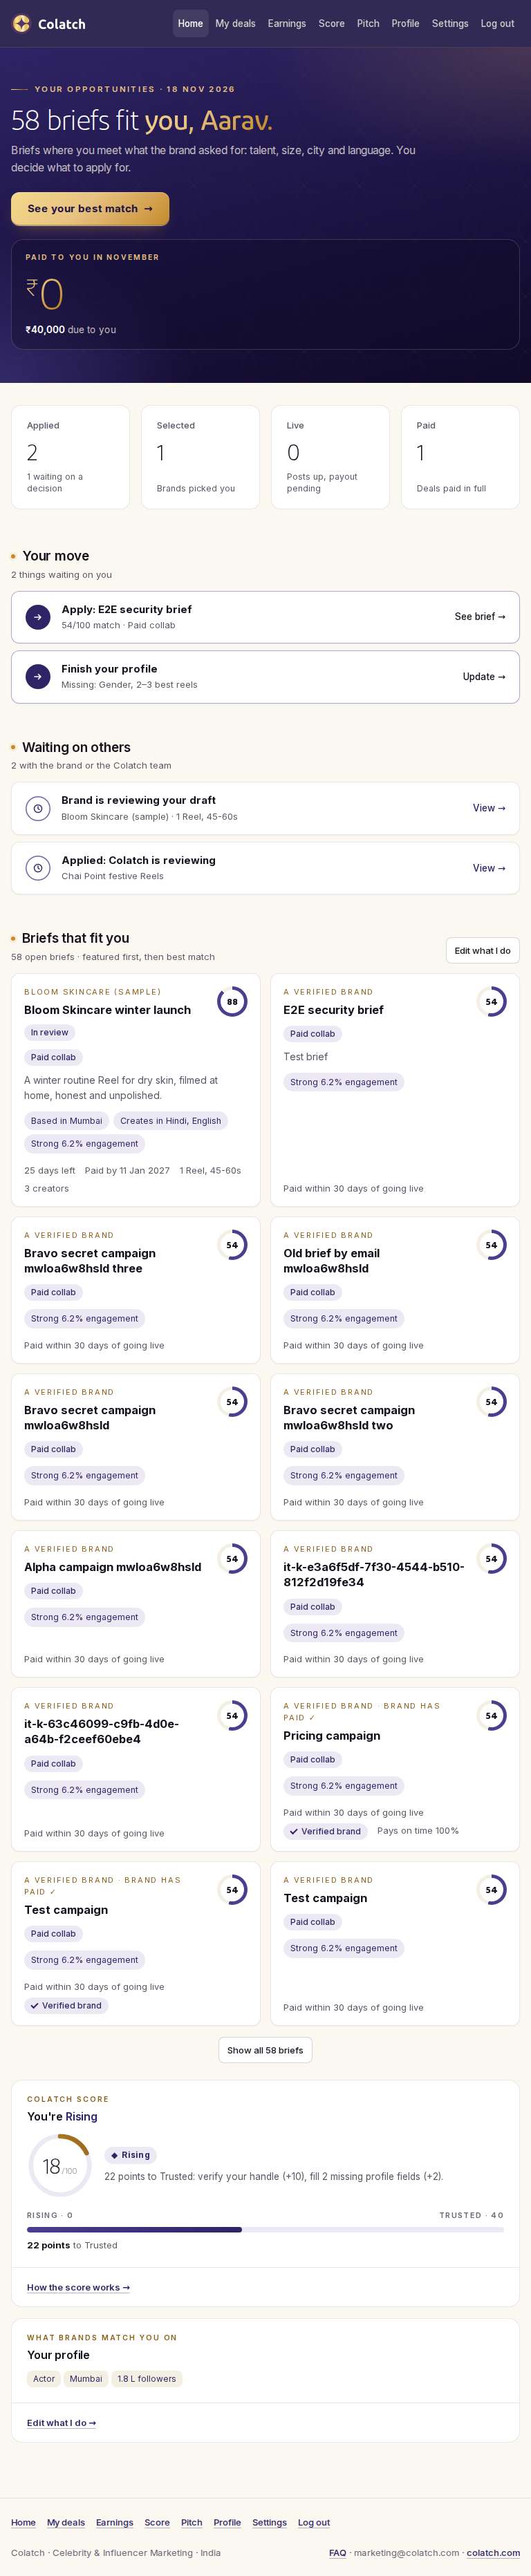 Colatch
Home My deals Earnings Score Pitch Profile Settings Log out
YOUR OPPORTUNITIES · 18 NOV 2026
58 briefs fit you, Aarav.
Briefs where you meet what the brand asked for: talent, size, city and language. You
decide what to apply for.
See your best match →
PAID TO YOU IN NOVEMBER
₹0
₹40,000 due to you
Applied
2
1 waiting on a
decision
Selected
1
Brands picked you
Live
0
Posts up, payout
pending
Paid
1
Deals paid in full
Your move
2 things waiting on you
Apply: E2E security brief
54/100 match · Paid collab
See brief →
Finish your profile
Missing: Gender, 2–3 best reels
Update →
Waiting on others
2 with the brand or the Colatch team
Brand is reviewing your draft
Bloom Skincare (sample) · 1 Reel, 45-60s
View →
Applied: Colatch is reviewing
Chai Point festive Reels
View →
Briefs that fit you
58 open briefs · featured first, then best match
Edit what I do
BLOOM SKINCARE (SAMPLE)
88
Bloom Skincare winter launch
In review
Paid collab
A winter routine Reel for dry skin, filmed at
home, honest and unpolished.
Based in Mumbai Creates in Hindi, English
Strong 6.2% engagement
25 days left Paid by 11 Jan 2027 1 Reel, 45-60s
3 creators
A VERIFIED BRAND
54
E2E security brief
Paid collab
Test brief
Strong 6.2% engagement
Paid within 30 days of going live
A VERIFIED BRAND
54
Bravo secret campaign
mwloa6w8hsld three
Paid collab
Strong 6.2% engagement
Paid within 30 days of going live
A VERIFIED BRAND
54
Old brief by email
mwloa6w8hsld
Paid collab
Strong 6.2% engagement
Paid within 30 days of going live
A VERIFIED BRAND
54
Bravo secret campaign
mwloa6w8hsld
Paid collab
Strong 6.2% engagement
Paid within 30 days of going live
A VERIFIED BRAND
54
Bravo secret campaign
mwloa6w8hsld two
Paid collab
Strong 6.2% engagement
Paid within 30 days of going live
A VERIFIED BRAND
54
Alpha campaign mwloa6w8hsld
Paid collab
Strong 6.2% engagement
Paid within 30 days of going live
A VERIFIED BRAND
54
it-k-e3a6f5df-7f30-4544-b510-
812f2d19fe34
Paid collab
Strong 6.2% engagement
Paid within 30 days of going live
A VERIFIED BRAND
54
it-k-63c46099-c9fb-4d0e-
a64b-f2ceef60ebe4
Paid collab
Strong 6.2% engagement
Paid within 30 days of going live
A VERIFIED BRAND · BRAND HAS
PAID ✓
54
Pricing campaign
Paid collab
Strong 6.2% engagement
Paid within 30 days of going live
✓ Verified brand Pays on time 100%
A VERIFIED BRAND · BRAND HAS
PAID ✓
54
Test campaign
Paid collab
Strong 6.2% engagement
Paid within 30 days of going live
✓ Verified brand
A VERIFIED BRAND
54
Test campaign
Paid collab
Strong 6.2% engagement
Paid within 30 days of going live
Show all 58 briefs
COLATCH SCORE
You're Rising
18/100
◆ Rising
22 points to Trusted: verify your handle (+10), fill 2 missing profile fields (+2).
RISING · 0
TRUSTED · 40
22 points to Trusted
How the score works →
WHAT BRANDS MATCH YOU ON
Your profile
Actor Mumbai 1.8 L followers
Edit what I do →
Home My deals Earnings Score Pitch Profile Settings Log out
Colatch · Celebrity & Influencer Marketing · India
FAQ · marketing@colatch.com · colatch.com